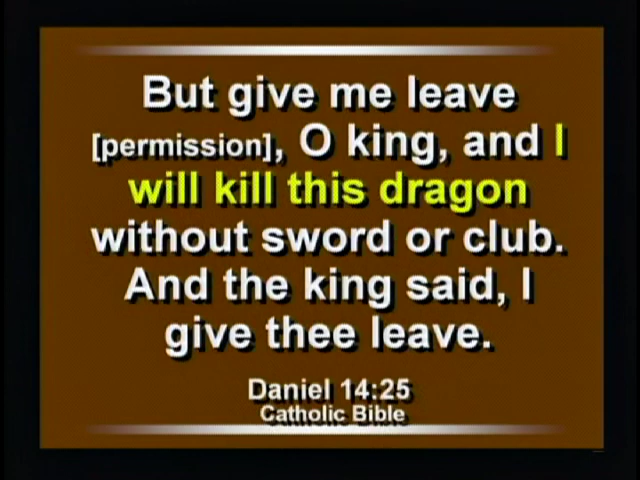 But give me leave
[permission], O king, and I
will kill this dragon
without sword or club.
And the king said, I
give thee leave.
Daniel 14:25
Catholic Bible